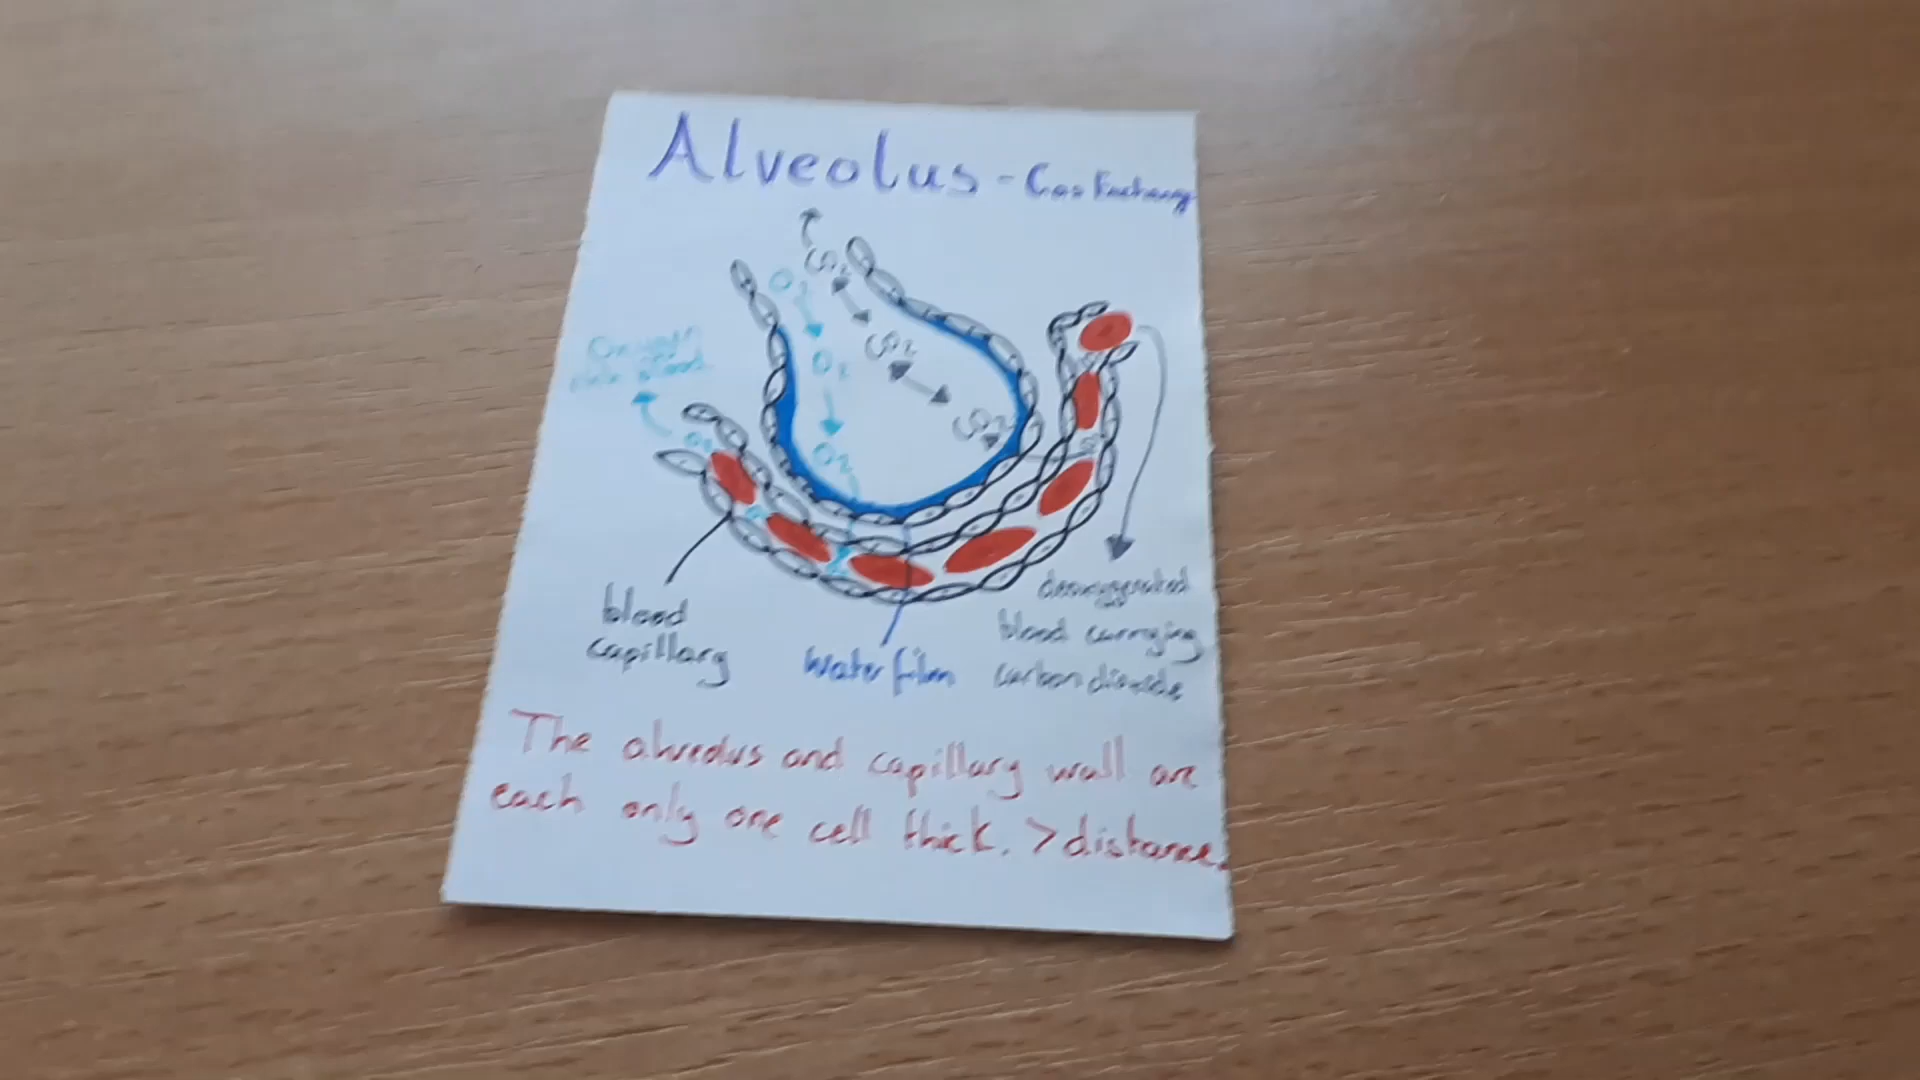 Alveolus - Gas Exchange
CO2
O2
CO2
O2
CO2
O2
Oxygen
rich blood
O2
blood
capillary
water film
deoxygenated
blood carrying
carbon dioxide
The alveolus and capillary wall are
each only one cell thick. > distance.